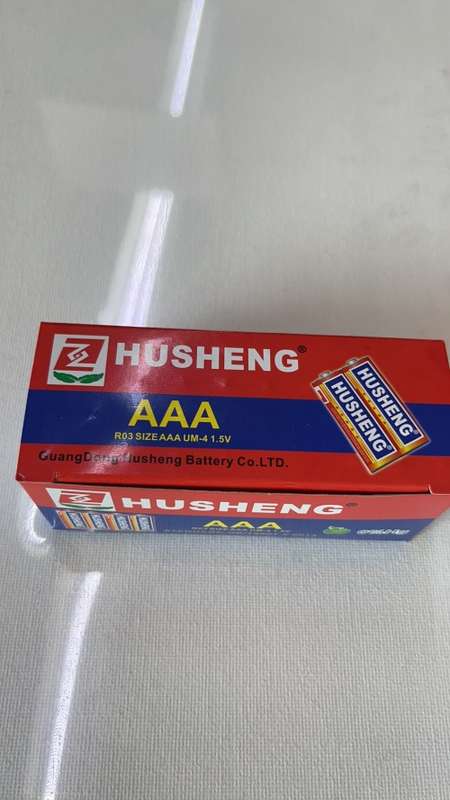 HUSHENG®
AAA
R03 SIZE AAA UM-4 1.5V
GuangDong Husheng Battery Co.LTD.
HUSHENG
HUSHENG
HUSHENG®
AAA